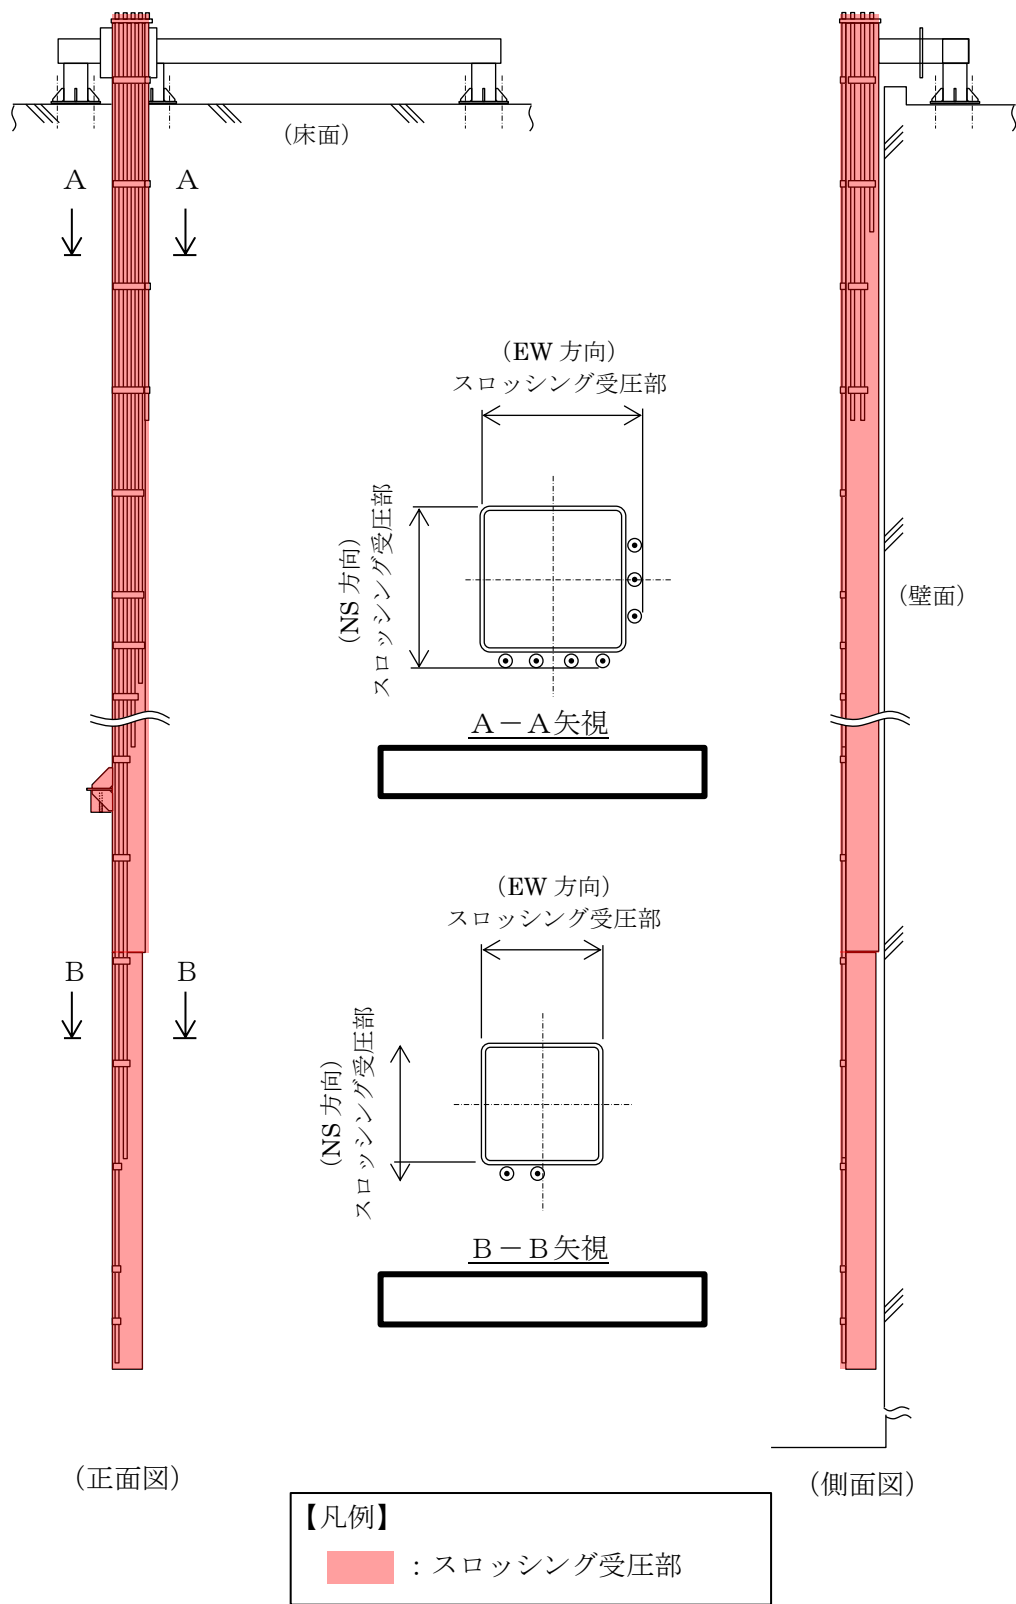 (床面)
A A
(EW 方向)
スロッシング受圧部
(NS 方向)
スロッシング受圧部
(壁面)
A-A矢視
(EW 方向)
スロッシング受圧部
B B
(NS 方向)
スロッシング受圧部
B-B矢視
(正面図)
(側面図)
【凡例】
:スロッシング受圧部